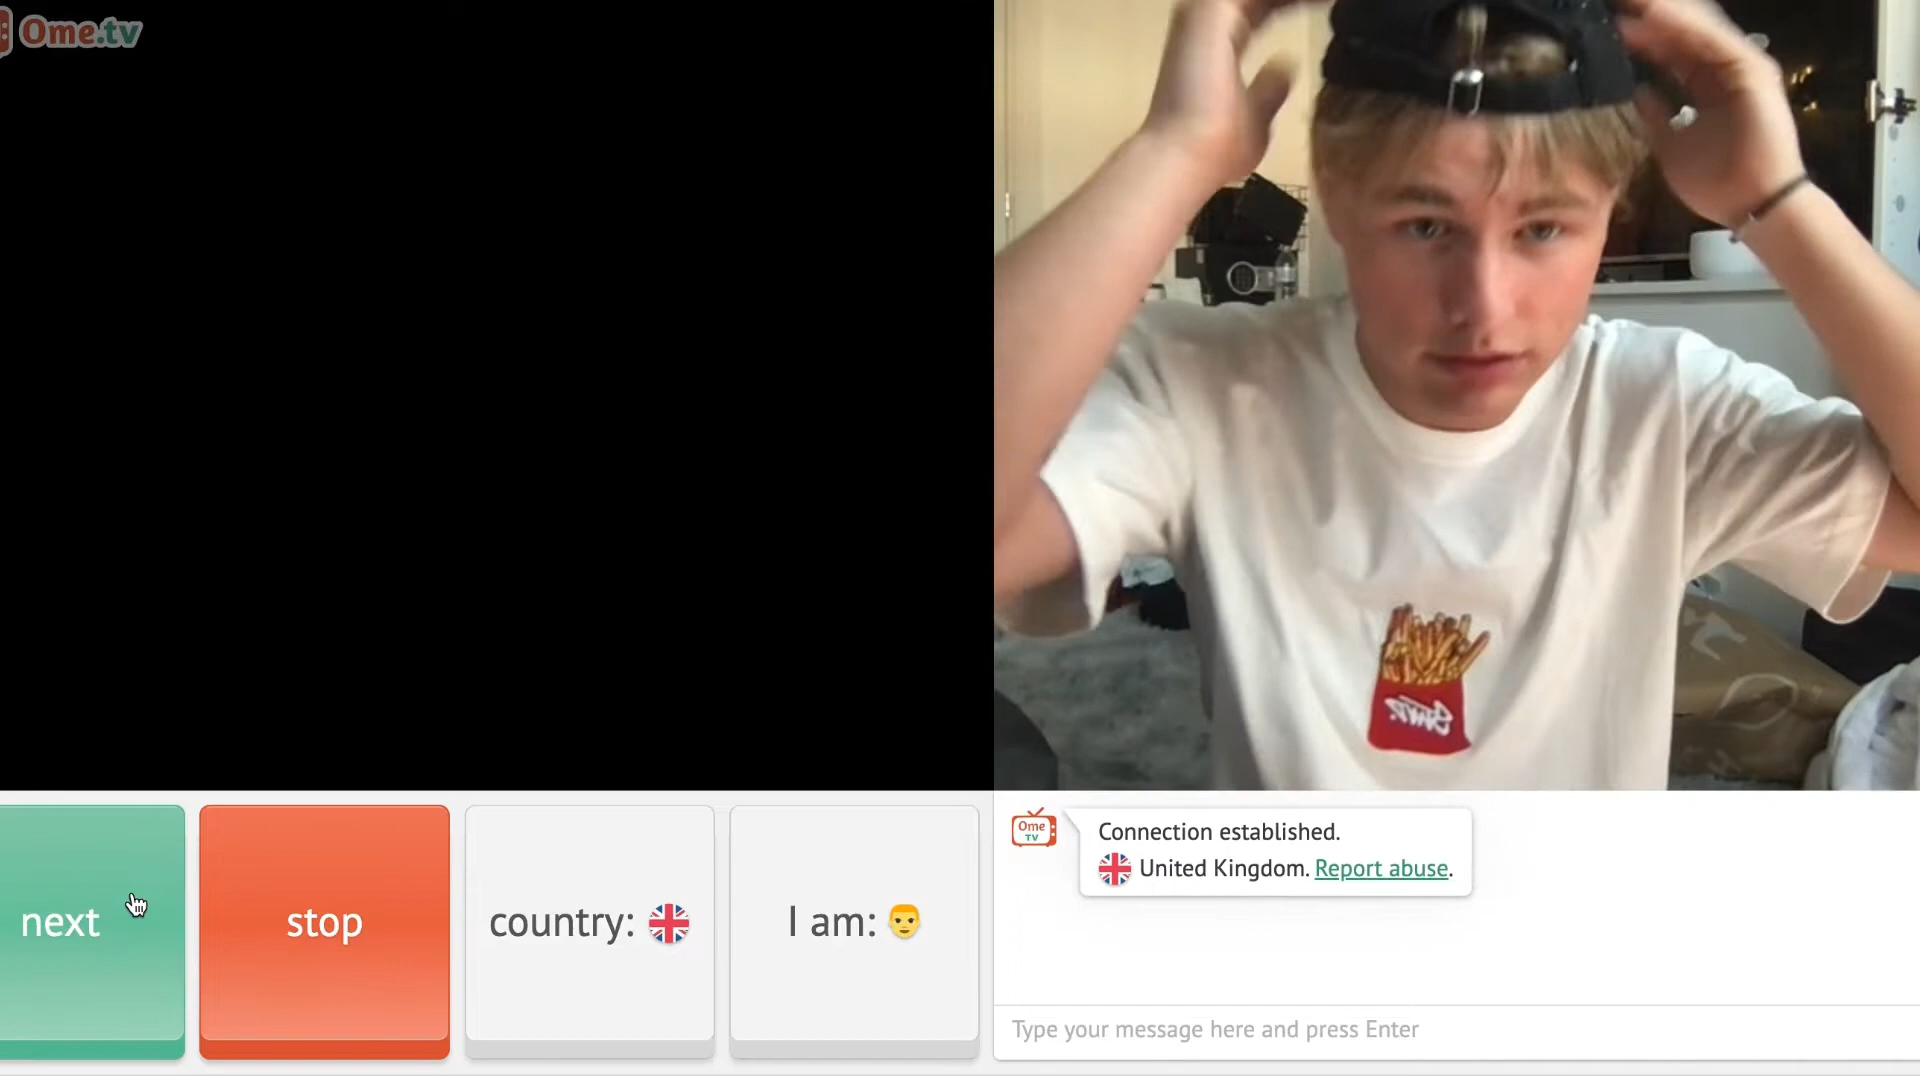 Ome.tv
next
stop
country:
I am:
Ome
TV
Connection established.
United Kingdom. Report abuse.
Type your message here and press Enter